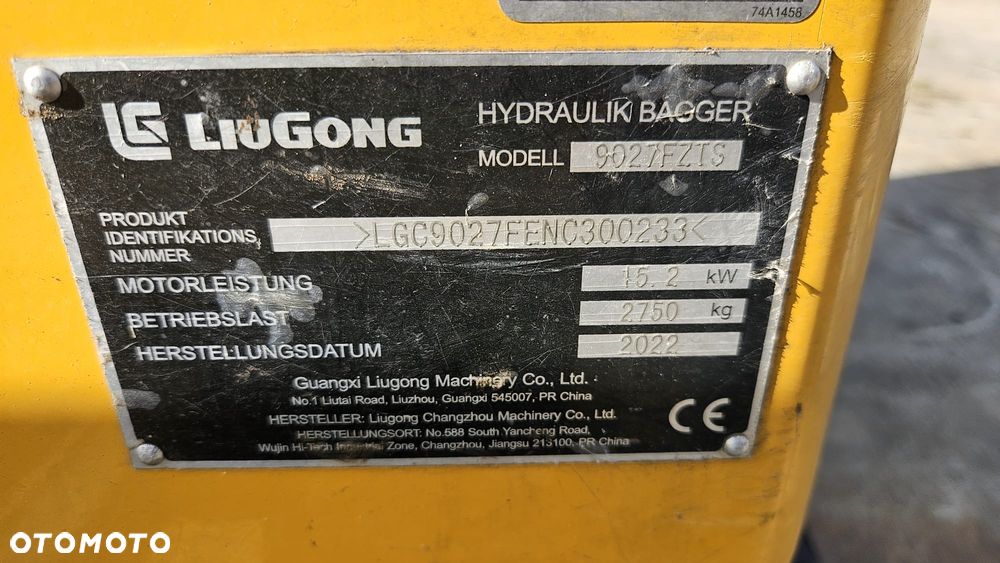 74A1458
LG LIUGONG
HYDRAULIK BAGGER
MODELL 9027FZTS
PRODUKT
IDENTIFIKATIONS
NUMMER
>LGC9027FENC300233<
MOTORLEISTUNG 15.2 kW
BETRIEBSLAST 2750 kg
HERSTELLUNGSDATUM 2022
Guangxi Liugong Machinery Co., Ltd.
No.1 Liutai Road, Liuzhou, Guangxi 545007, PR China
HERSTELLER: Liugong Changzhou Machinery Co., Ltd.
HERSTELLUNGSORT: No.588 South Yancheng Road,
Wujin Hi-Tech Industrial Zone, Changzhou, Jiangsu 213100, PR China
CE
OTOMOTO